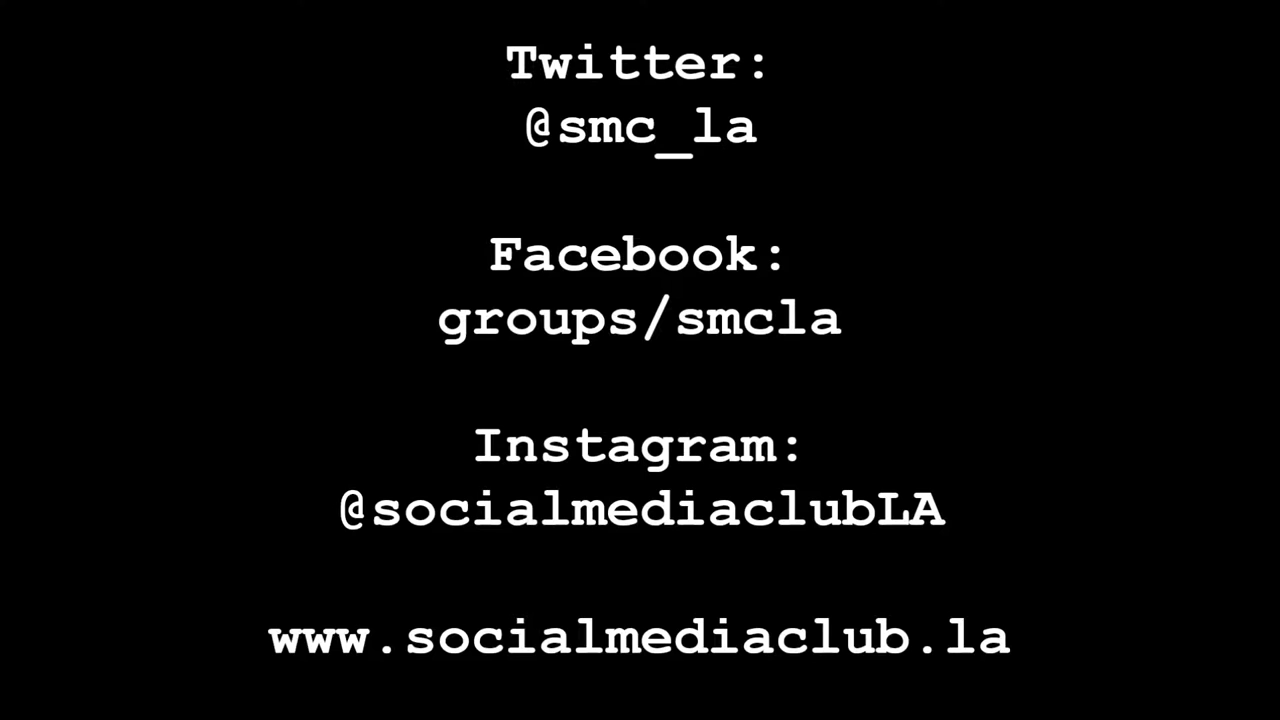 Twitter:
@smc_la
Facebook:
groups/smcla
Instagram:
@socialmediaclubLA
www.socialmediaclub.la